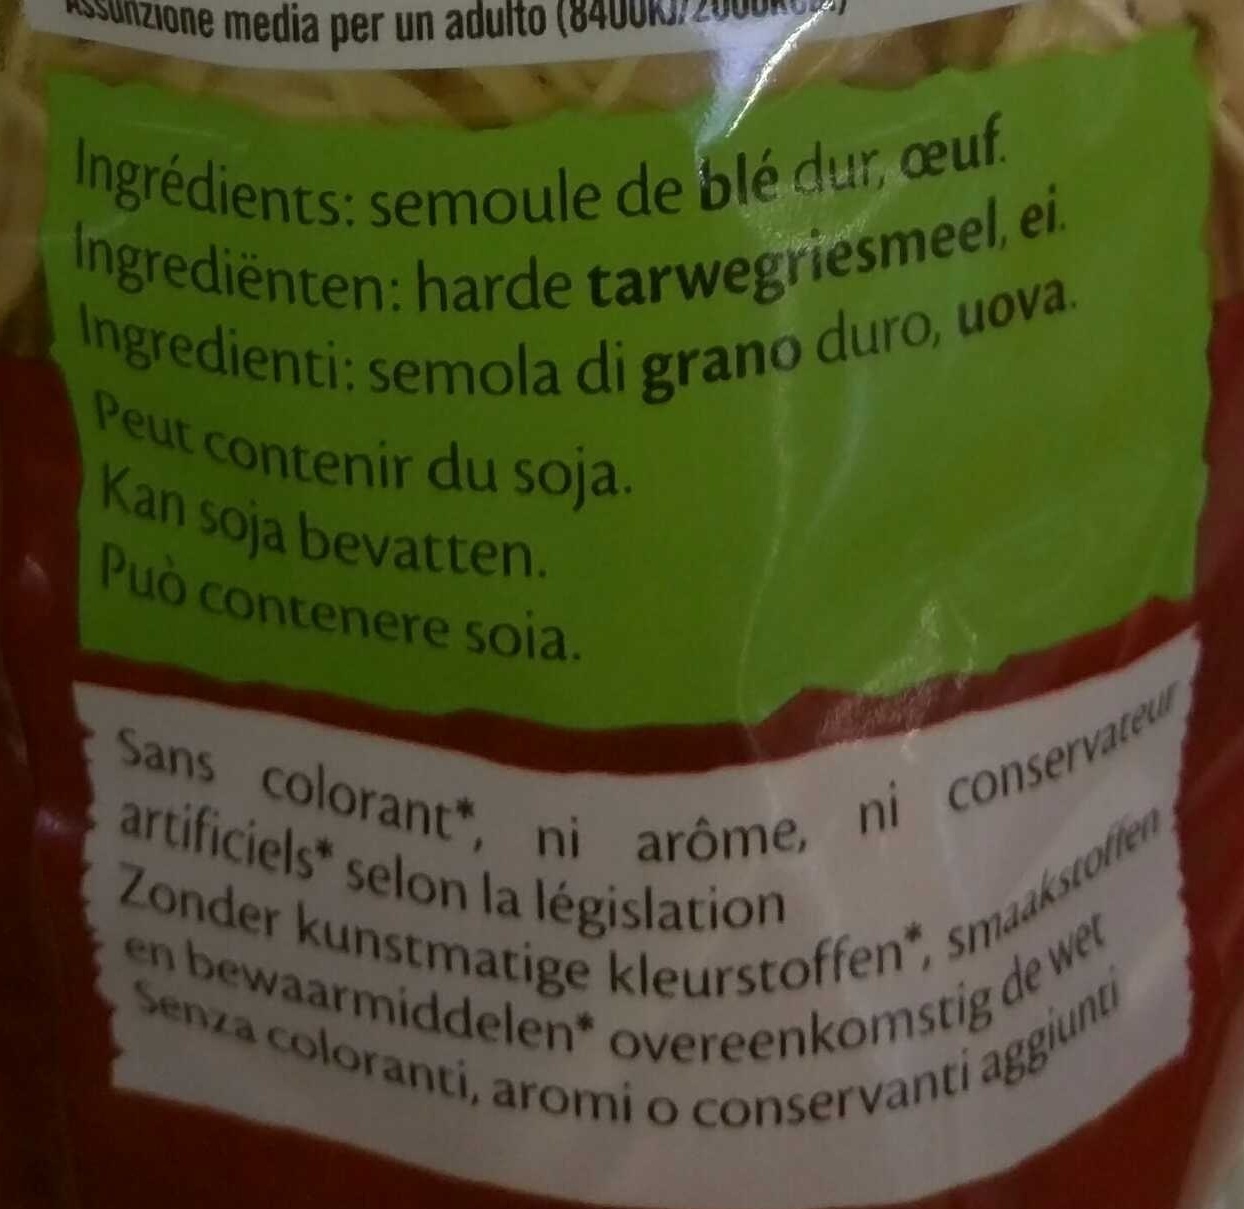 Assunzione media per un adulto (8400KJ/2000kcal)
Ingrédients: semoule de blé dur, œuf.
Ingrediënten: harde tarwegriesmeel, ei.
Ingredienti: semola di grano duro, uova.
Peut contenir du soja.
Kan soja bevatten.
Può contenere soia.
Sans colorant*, ni arôme, ni conservateur
artificiels* selon la législation
Zonder kunstmatige kleurstoffen*, smaakstoffen
en bewaarmiddelen* overeenkomstig de wet
Senza coloranti, aromi o conservanti aggiunti